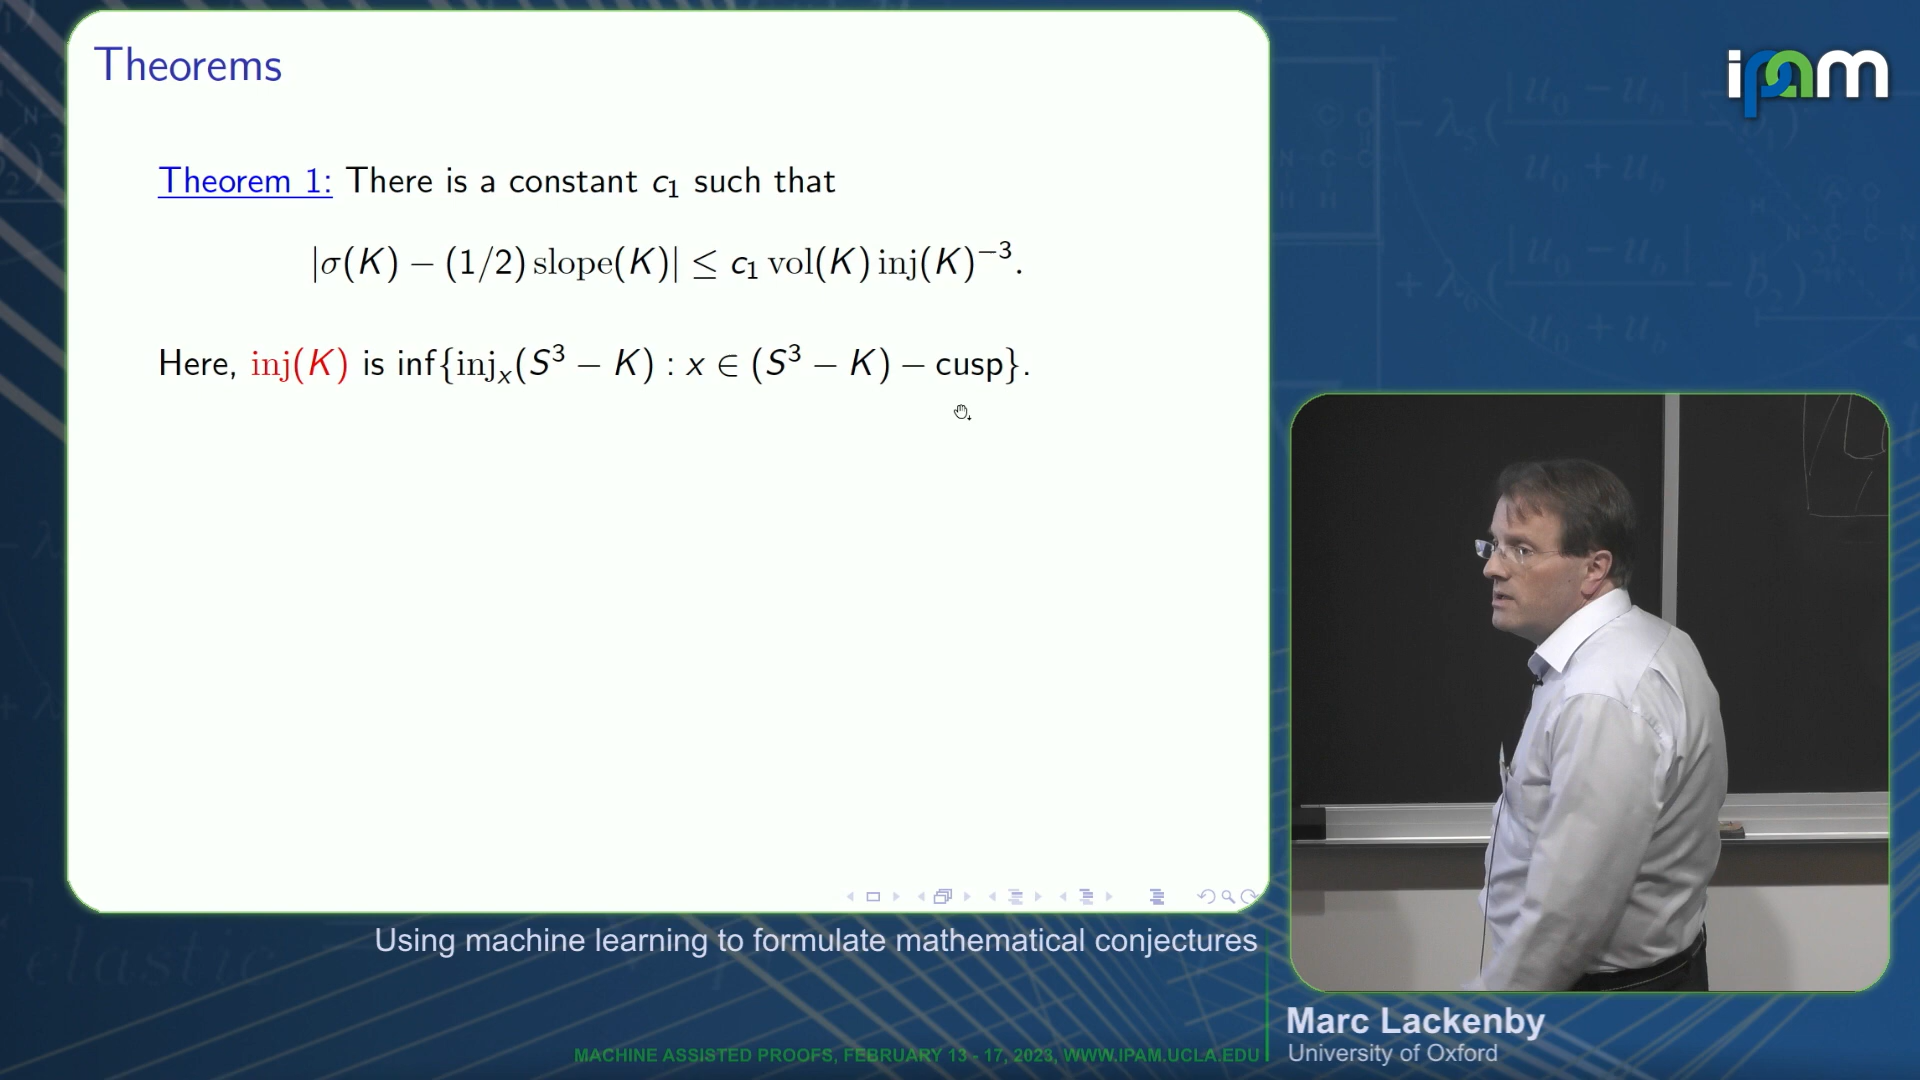 Theorems
ipam
Theorem 1: There is a constant c₁ such that
|σ(K) − (1/2) slope(K)| ≤ c₁ vol(K) inj(K)⁻³.
Here, inj(K) is inf{injₓ(S³ − K) : x ∈ (S³ − K) − cusp}.
Using machine learning to formulate mathematical conjectures
Marc Lackenby
University of Oxford
MACHINE ASSISTED PROOFS, FEBRUARY 13 - 17, 2023, WWW.IPAM.UCLA.EDU
elastic